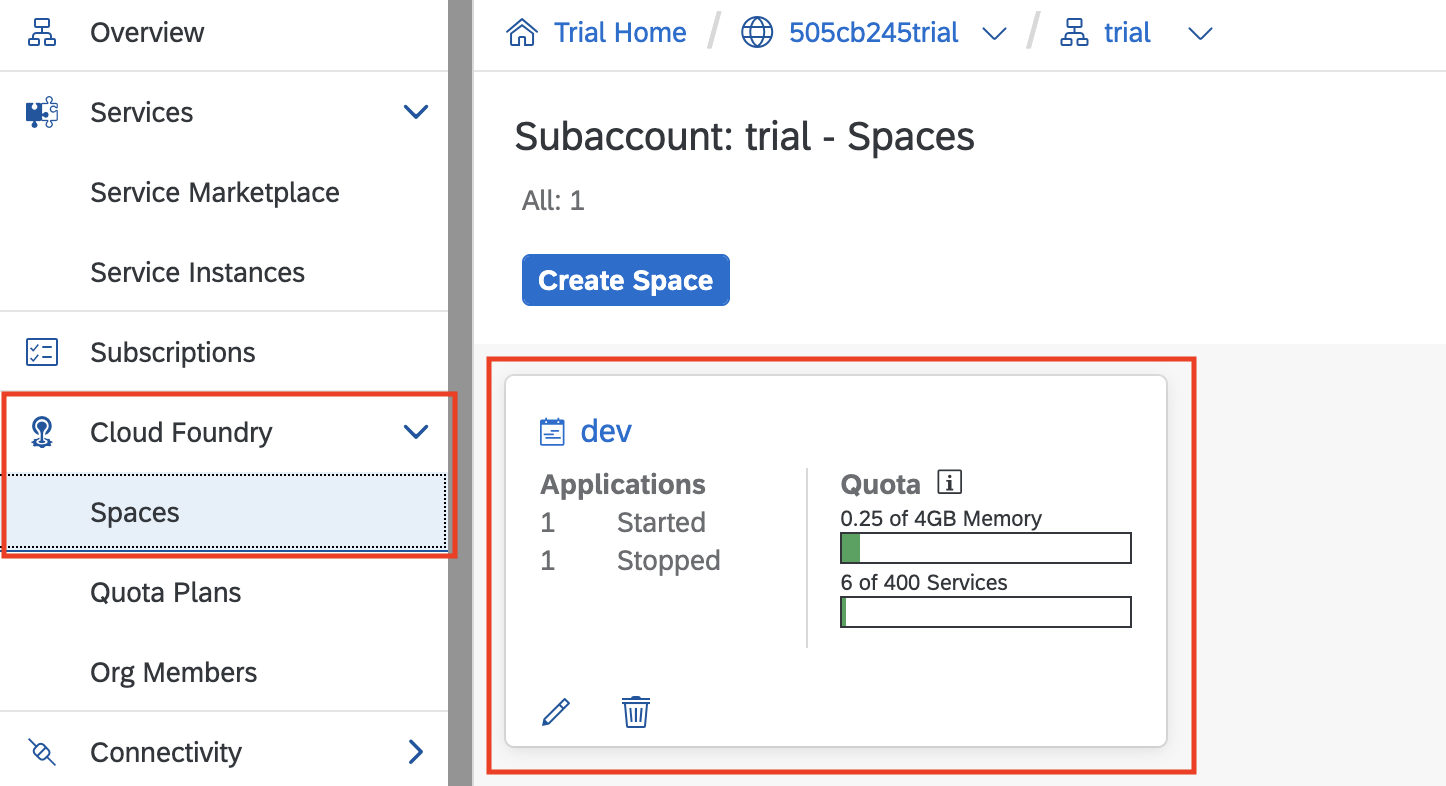 Overview
Services
Service Marketplace
Service Instances
Subscriptions
Cloud Foundry
Spaces
Quota Plans
Org Members
Connectivity
Trial Home / 505cb245trial / trial
Subaccount: trial - Spaces
All: 1
Create Space
dev
Applications
1 Started
1 Stopped
Quota
0.25 of 4GB Memory
6 of 400 Services